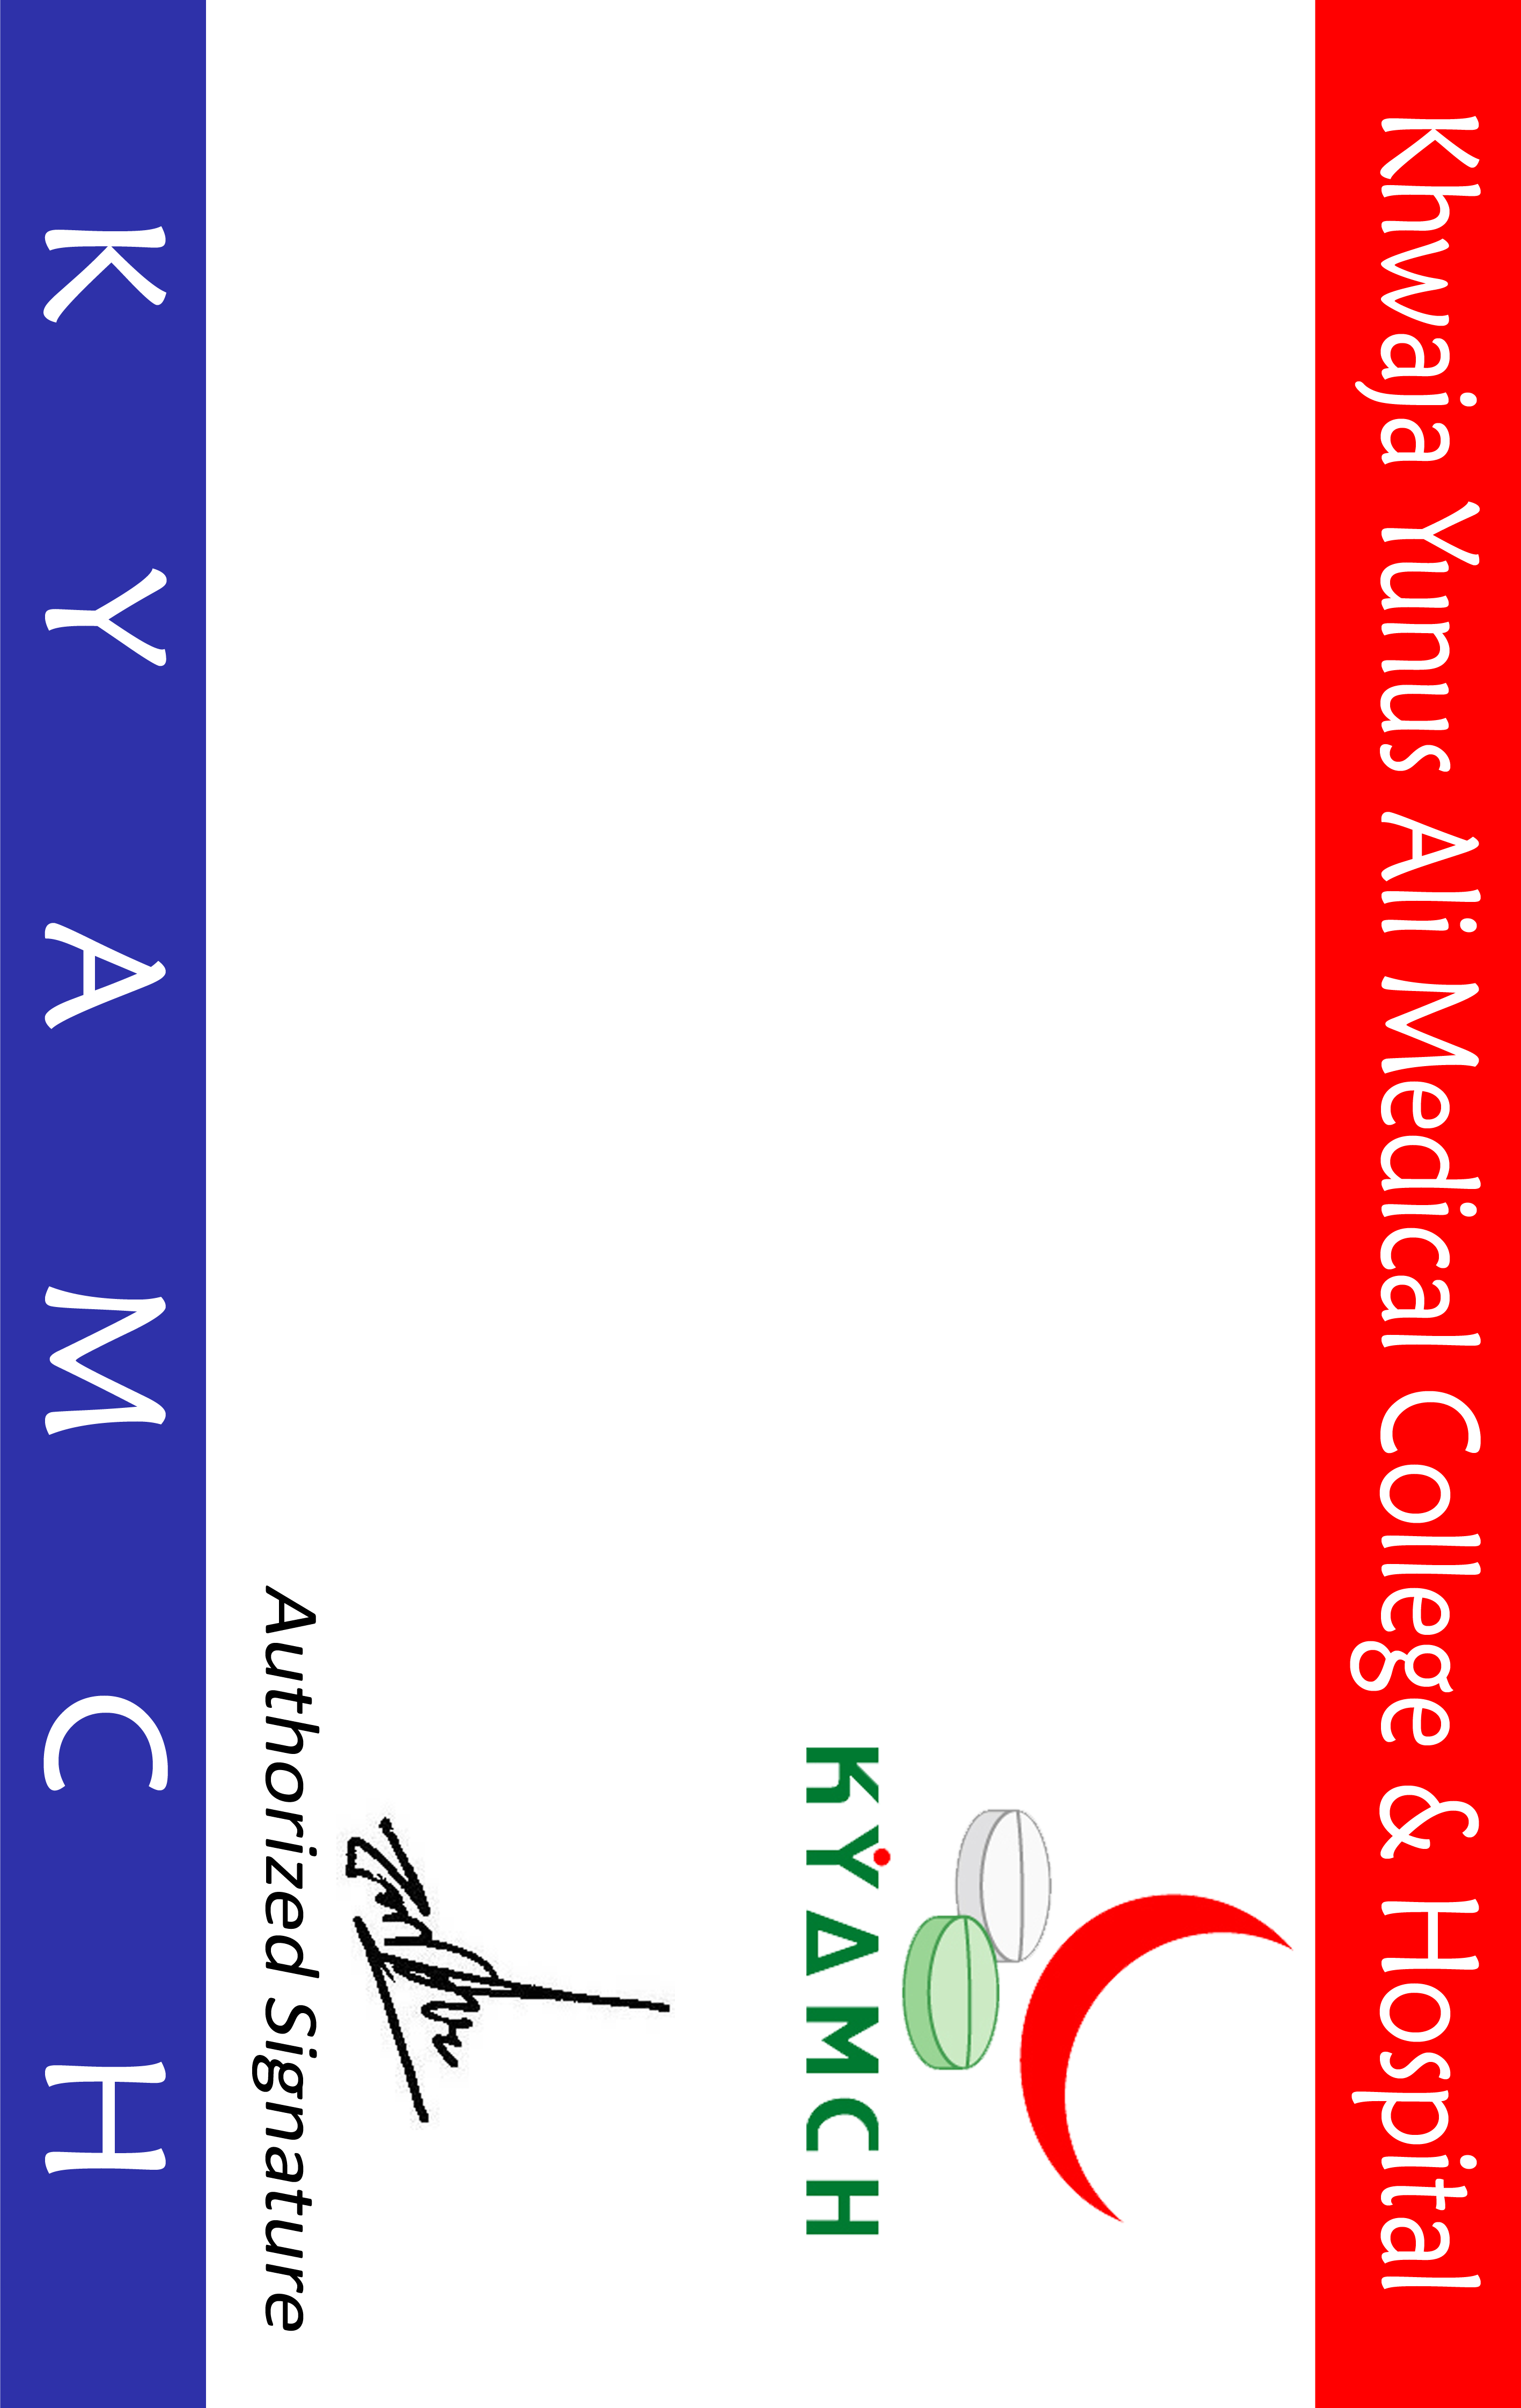 Khwaja Yunus Ali Medical College & Hospital
KYAMCH
Authorized Signature
K Y A M C H